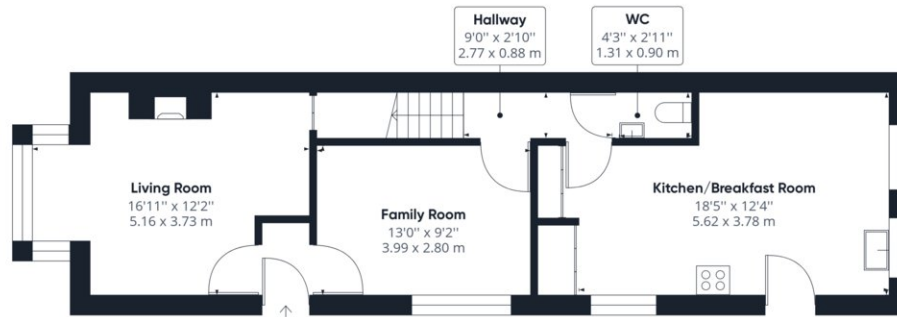 Hallway
9'0'' x 2'10''
2.77 x 0.88 m
WC
4'3'' x 2'11''
1.31 x 0.90 m
Living Room
16'11'' x 12'2''
5.16 x 3.73 m
Family Room
13'0'' x 9'2''
3.99 x 2.80 m
Kitchen/Breakfast Room
18'5'' x 12'4''
5.62 x 3.78 m